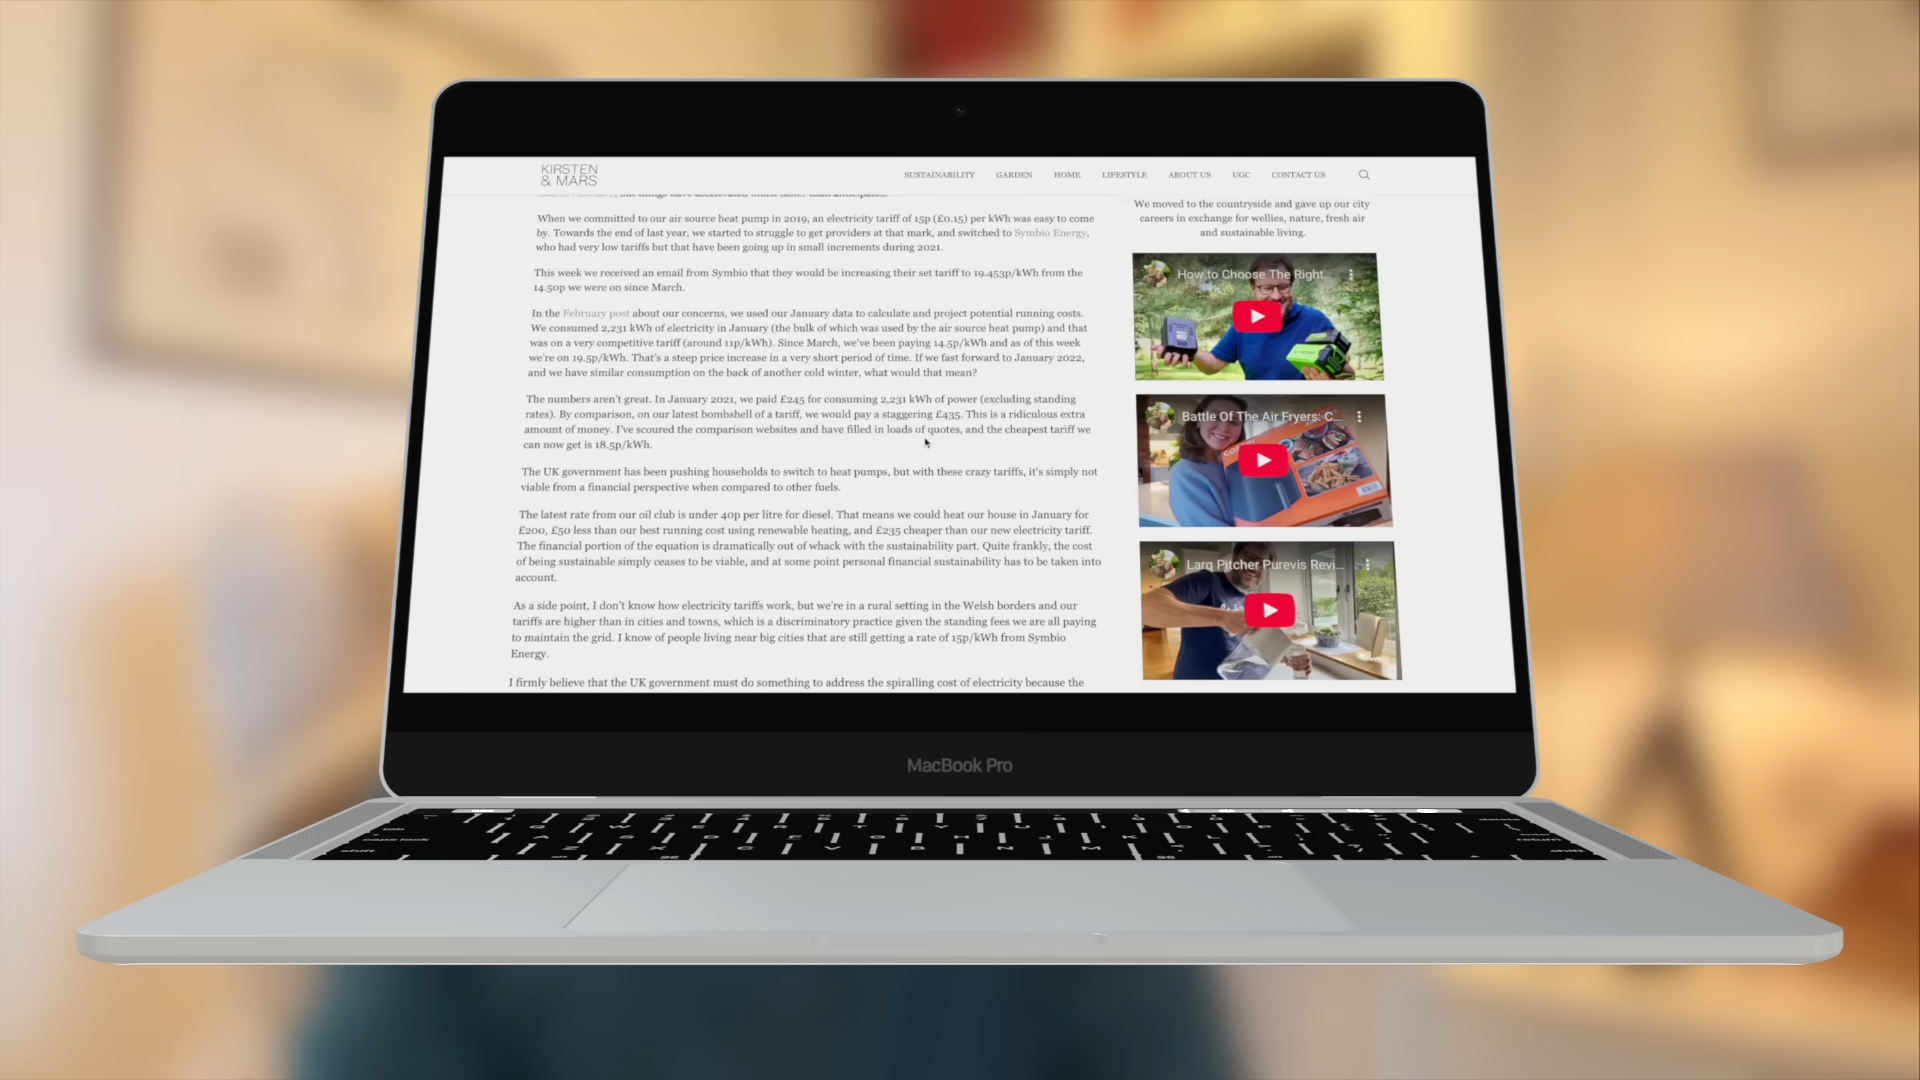 KIRSTEN
& MARS
SUSTAINABILITY GARDEN HOME LIFESTYLE ABOUT US UGC CONTACT US
but things have accelerated much faster than anticipated.
When we committed to our air source heat pump in 2019, an electricity tariff of 15p (£0.15) per kWh was easy to come
by. Towards the end of last year, we started to struggle to get providers at that mark, and switched to Symbio Energy,
who had very low tariffs but that have been going up in small increments during 2021.
This week we received an email from Symbio that they would be increasing their set tariff to 19.453p/kWh from the
14.50p we were on since March.
In the February post about our concerns, we used our January data to calculate and project potential running costs.
We consumed 2,231 kWh of electricity in January (the bulk of which was used by the air source heat pump) and that
was on a very competitive tariff (around 11p/kWh). Since March, we've been paying 14.5p/kWh and as of this week
we're on 19.5p/kWh. That's a steep price increase in a very short period of time. If we fast forward to January 2022,
and we have similar consumption on the back of another cold winter, what would that mean?
The numbers aren't great. In January 2021, we paid £245 for consuming 2,231 kWh of power (excluding standing
rates). By comparison, on our latest bombshell of a tariff, we would pay a staggering £435. This is a ridiculous extra
amount of money. I've scoured the comparison websites and have filled in loads of quotes, and the cheapest tariff we
can now get is 18.5p/kWh.
The UK government has been pushing households to switch to heat pumps, but with these crazy tariffs, it's simply not
viable from a financial perspective when compared to other fuels.
The latest rate from our oil club is under 40p per litre for diesel. That means we could heat our house in January for
£200, £50 less than our best running cost using renewable heating, and £235 cheaper than our new electricity tariff.
The financial portion of the equation is dramatically out of whack with the sustainability part. Quite frankly, the cost
of being sustainable simply ceases to be viable, and at some point personal financial sustainability has to be taken into
account.
As a side point, I don't know how electricity tariffs work, but we're in a rural setting in the Welsh borders and our
tariffs are higher than in cities and towns, which is a discriminatory practice given the standing fees we are all paying
to maintain the grid. I know of people living near big cities that are still getting a rate of 15p/kWh from Symbio
Energy.
I firmly believe that the UK government must do something to address the spiralling cost of electricity because the
We moved to the countryside and gave up our city
careers in exchange for wellies, nature, fresh air
and sustainable living.
How to Choose The Right...
Battle Of The Air Fryers: C...
Larq Pitcher Purevis Revi...
MacBook Pro